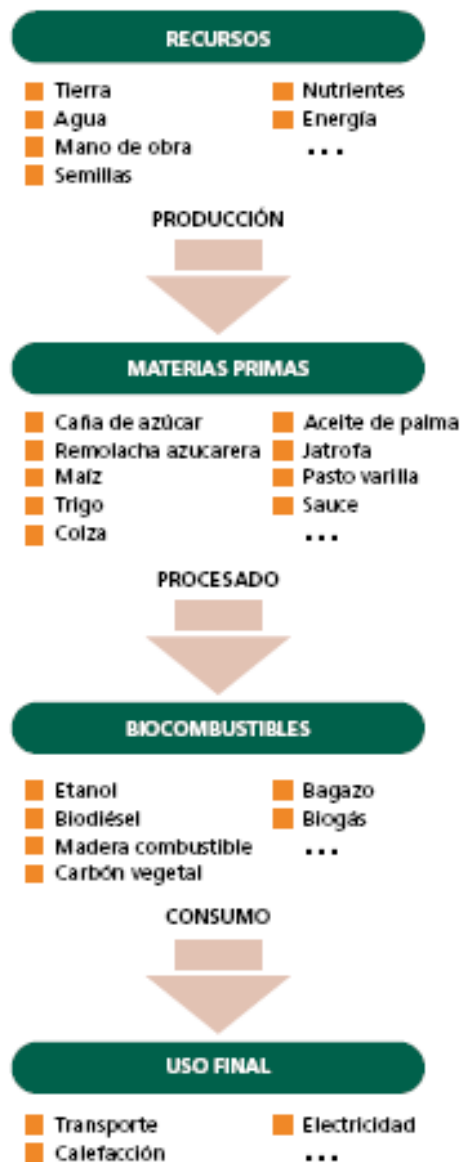 RECURSOS
Tierra
Agua
Mano de obra
Semillas
Nutrientes
Energía
...
PRODUCCIÓN
MATERIAS PRIMAS
Caña de azúcar
Remolacha azucarera
Maíz
Trigo
Colza
Aceite de palma
Jatrofa
Pasto varilla
Sauce
...
PROCESADO
BIOCOMBUSTIBLES
Etanol
Biodiésel
Madera combustible
Carbón vegetal
Bagazo
Biogás
...
CONSUMO
USO FINAL
Transporte
Calefacción
Electricidad
...